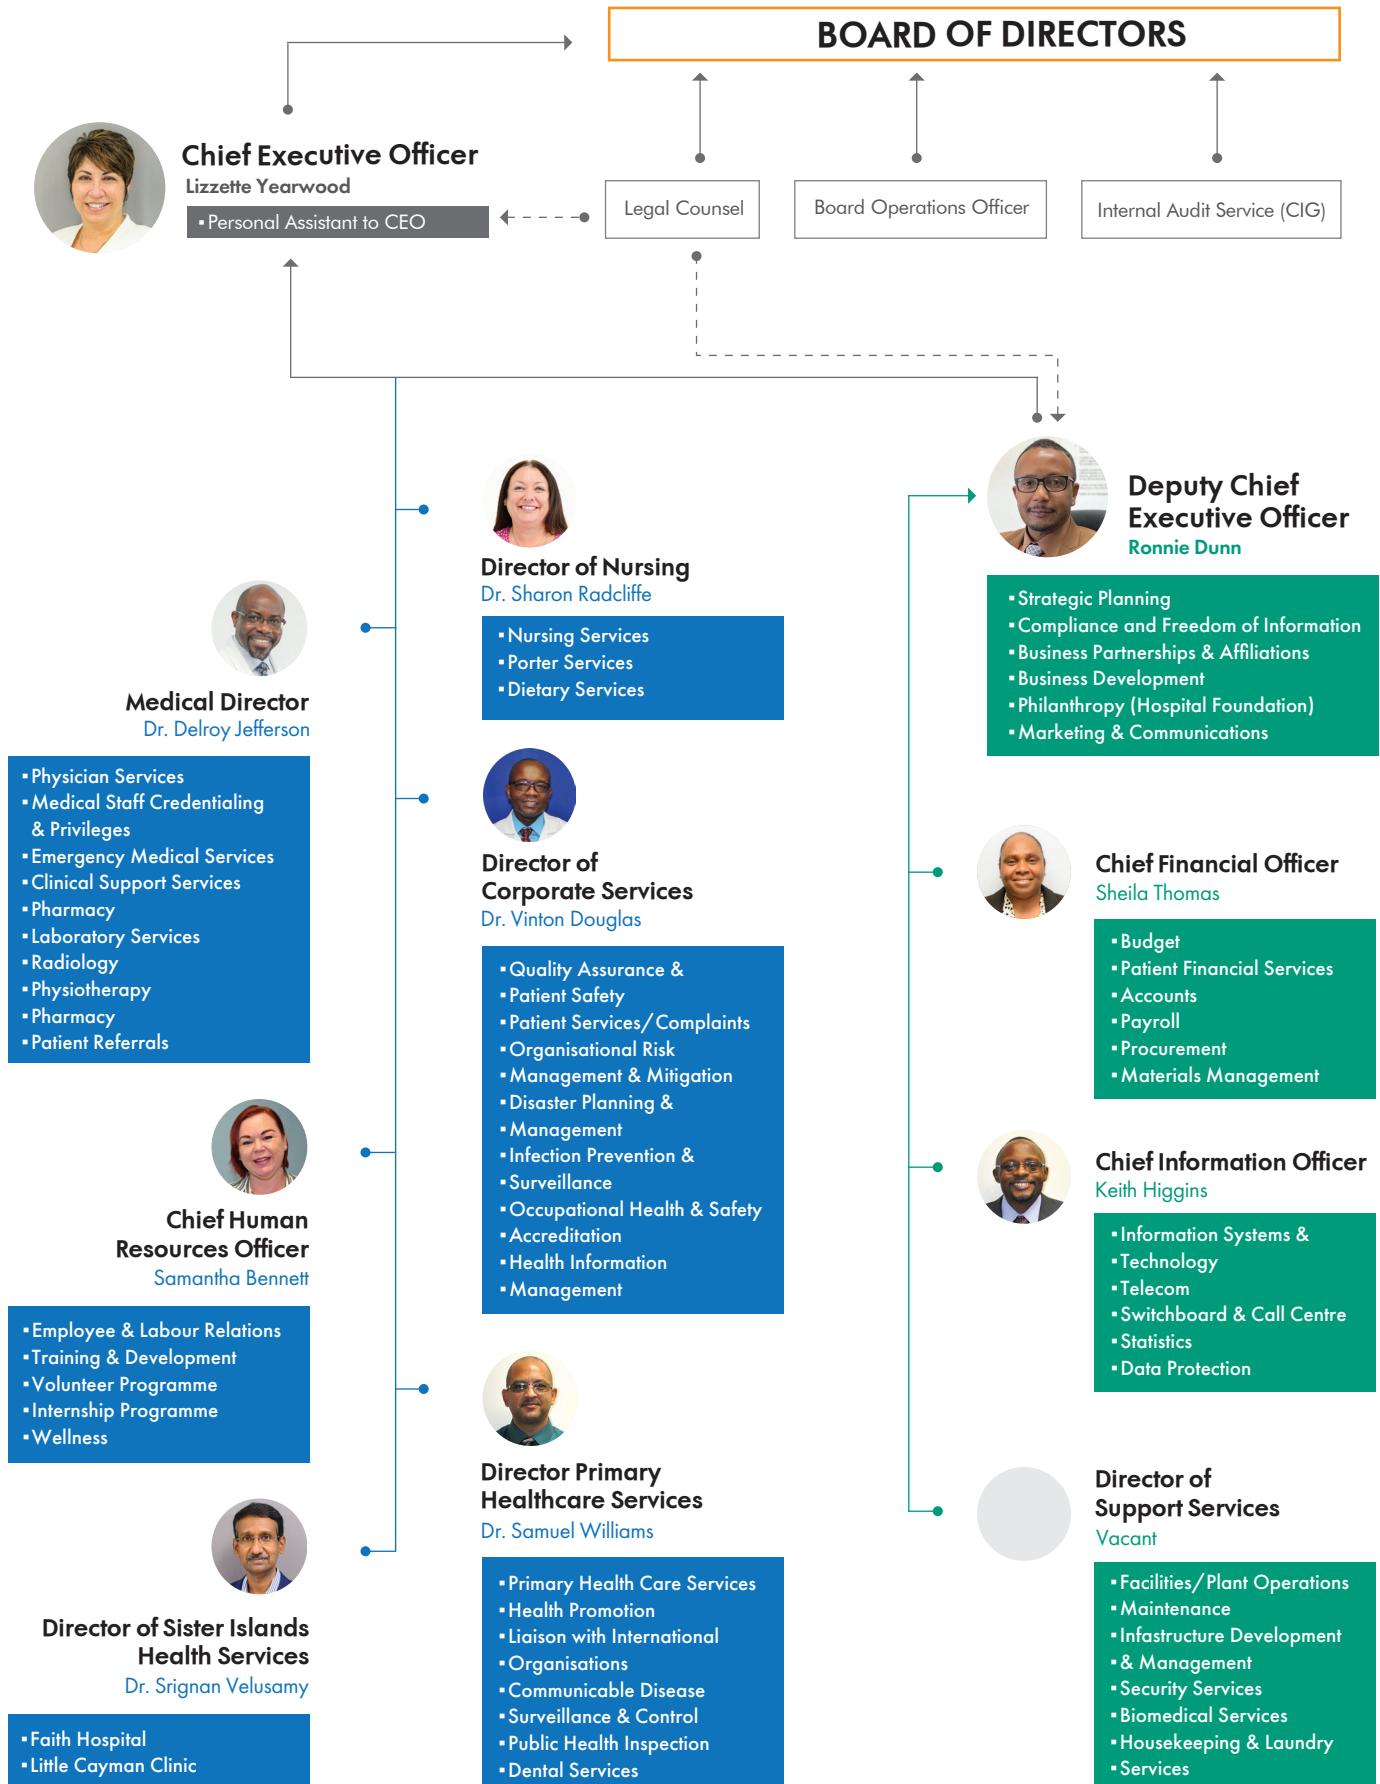 BOARD OF DIRECTORS
Chief Executive Officer
Lizzette Yearwood
▪ Personal Assistant to CEO
Legal Counsel
Board Operations Officer
Internal Audit Service (CIG)
Director of Nursing
Dr. Sharon Radcliffe
▪ Nursing Services
▪ Porter Services
▪ Dietary Services
Deputy Chief
Executive Officer
Ronnie Dunn
▪ Strategic Planning
▪ Compliance and Freedom of Information
▪ Business Partnerships & Affiliations
▪ Business Development
▪ Philanthropy (Hospital Foundation)
▪ Marketing & Communications
Medical Director
Dr. Delroy Jefferson
▪ Physician Services
▪ Medical Staff Credentialing
& Privileges
▪ Emergency Medical Services
▪ Clinical Support Services
▪ Pharmacy
▪ Laboratory Services
▪ Radiology
▪ Physiotherapy
▪ Pharmacy
▪ Patient Referrals
Director of
Corporate Services
Dr. Vinton Douglas
▪ Quality Assurance &
▪ Patient Safety
▪ Patient Services/Complaints
▪ Organisational Risk
▪ Management & Mitigation
▪ Disaster Planning &
▪ Management
▪ Infection Prevention &
▪ Surveillance
▪ Occupational Health & Safety
▪ Accreditation
▪ Health Information
▪ Management
Chief Financial Officer
Sheila Thomas
▪ Budget
▪ Patient Financial Services
▪ Accounts
▪ Payroll
▪ Procurement
▪ Materials Management
Chief Human
Resources Officer
Samantha Bennett
▪ Employee & Labour Relations
▪ Training & Development
▪ Volunteer Programme
▪ Internship Programme
▪ Wellness
Chief Information Officer
Keith Higgins
▪ Information Systems &
▪ Technology
▪ Telecom
▪ Switchboard & Call Centre
▪ Statistics
▪ Data Protection
Director Primary
Healthcare Services
Dr. Samuel Williams
▪ Primary Health Care Services
▪ Health Promotion
▪ Liaison with International
▪ Organisations
▪ Communicable Disease
▪ Surveillance & Control
▪ Public Health Inspection
▪ Dental Services
Director of
Support Services
Vacant
▪ Facilities/Plant Operations
▪ Maintenance
▪ Infastructure Development
▪ & Management
▪ Security Services
▪ Biomedical Services
▪ Housekeeping & Laundry
▪ Services
Director of Sister Islands
Health Services
Dr. Srignan Velusamy
▪ Faith Hospital
▪ Little Cayman Clinic